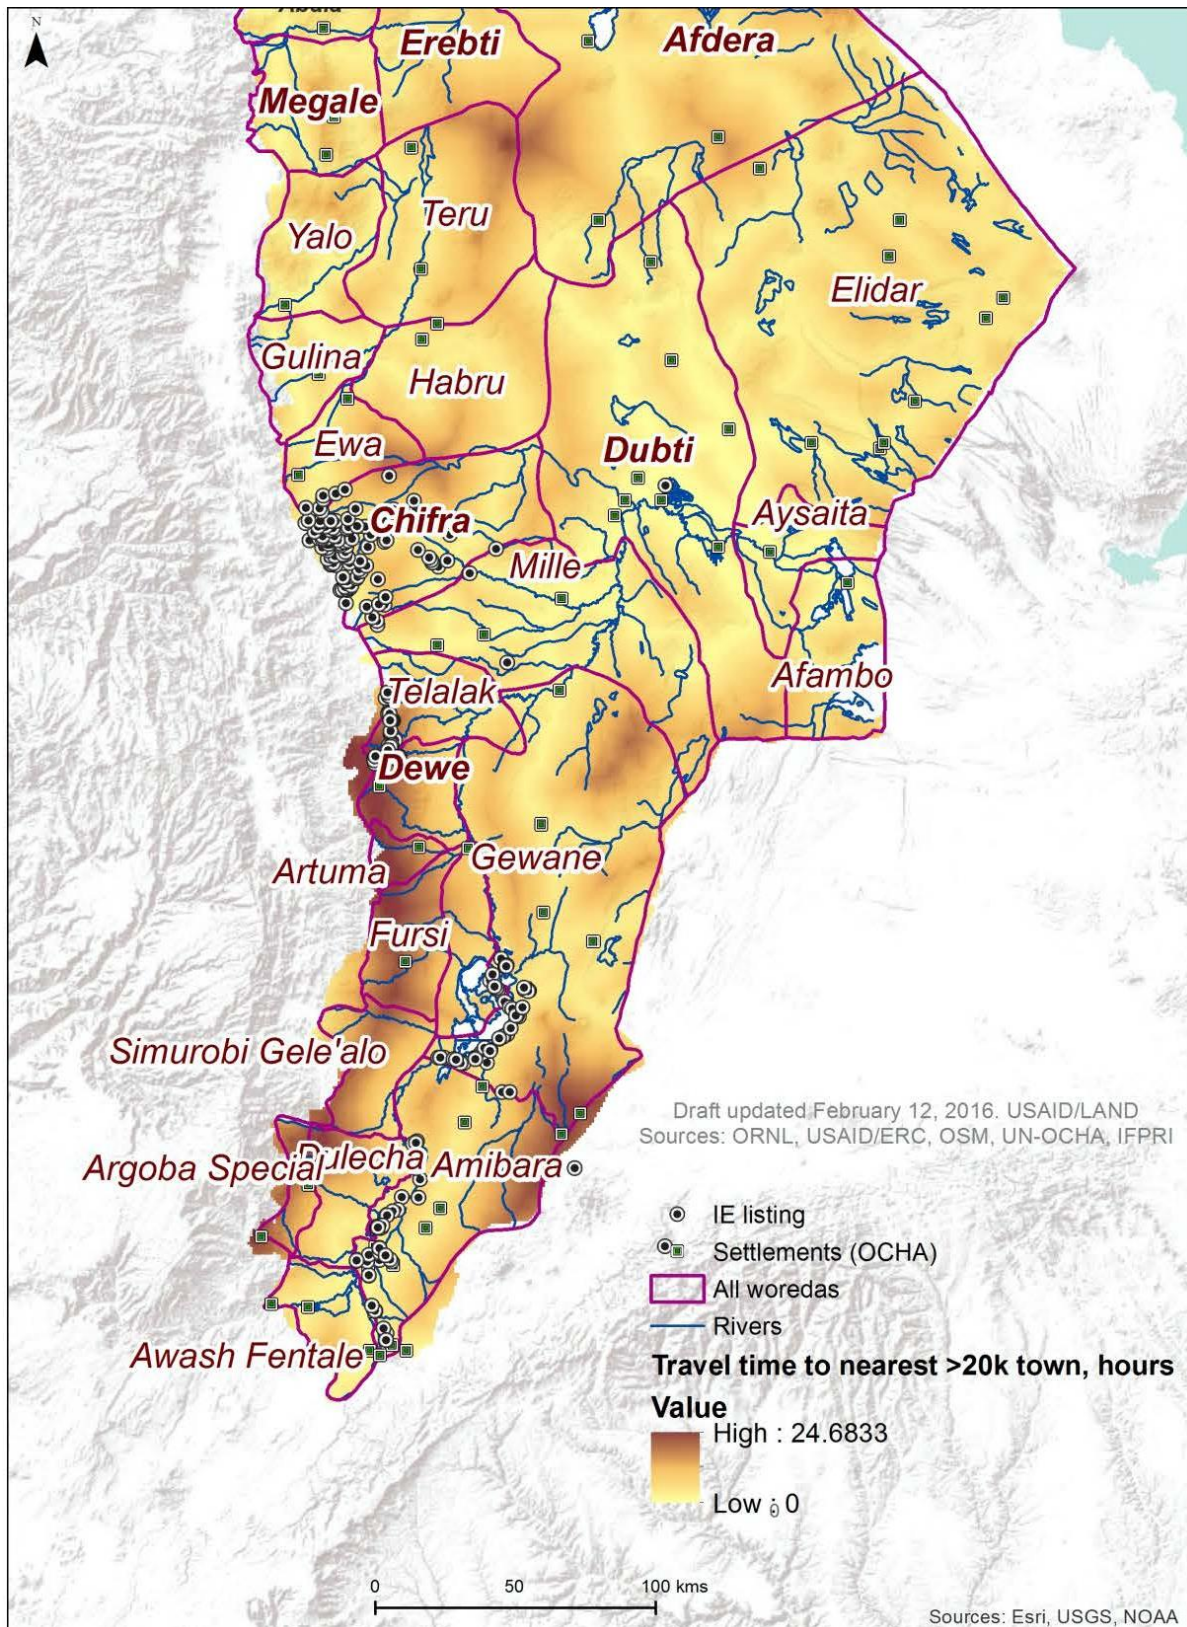 N
Abala
Erebti
Afdera
Megale
Teru
Yalo
Elidar
Gulina
Habru
Ewa
Dubti
Chifra
Aysaita
Mille
Telalak
Afambo
Dewe
Gewane
Artuma
Fursi
Simurobi Gele'alo
Draft updated February 12, 2016. USAID/LAND
Sources: ORNL, USAID/ERC, OSM, UN-OCHA, IFPRI
Argoba Special
Dulecha
Amibara
IE listing
Settlements (OCHA)
All woredas
Rivers
Awash Fentale
Travel time to nearest >20k town, hours
Value
High : 24.6833
Low : 0
0 50 100 kms
Sources: Esri, USGS, NOAA